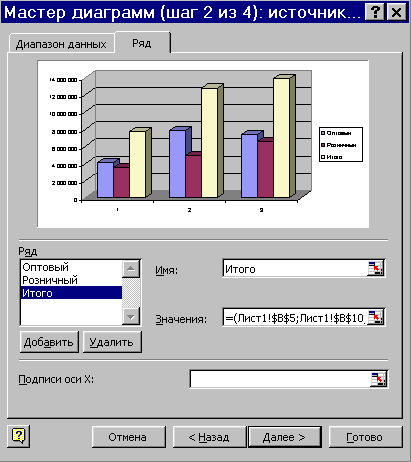 Мастер диаграмм (шаг 2 из 4): источник...
Диапазон данных
Ряд
14 000 000
12 000 000
10 000 000
8 000 000
6 000 000
4 000 000
2 000 000
0
1
2
3
Оптовый
Розничный
Итого
Ряд
Оптовый
Розничный
Итого
Имя:
Итого
Значения:
=(Лист1!$B$5;Лист1!$B$10
Добавить
Удалить
Подписи оси X:
Отмена
< Назад
Далее >
Готово